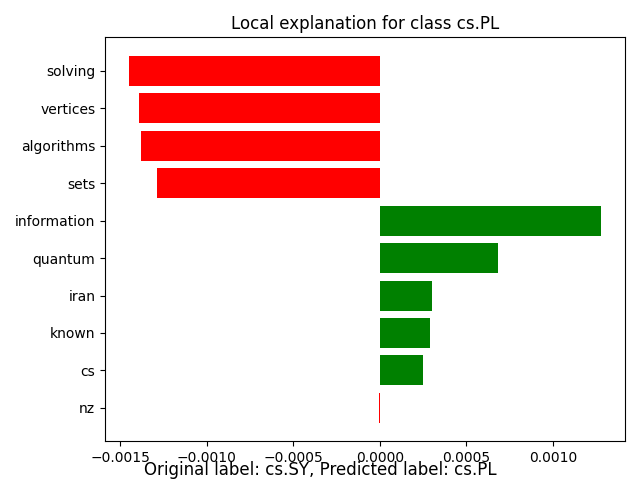 Local explanation for class cs.PL
solving
vertices
algorithms
sets
information
quantum
iran
known
cs
nz
−0.0015 −0.0010 −0.0005 0.0000 0.0005 0.0010
Original label: cs.SY, Predicted label: cs.PL